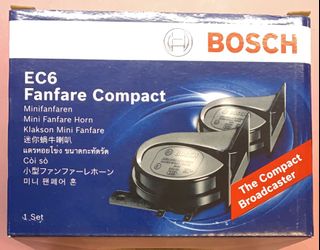 BOSCH
EC6
Fanfare Compact
Minifanfaren
Mini Fanfare Horn
Klakson Mini Fanfare
迷你蝸牛喇叭
แตรหอยโข่ง ขนาดกะทัดรัด
Còi sò
小型ファンファーレホーン
미니 팬페어 혼
The Compact
Broadcaster
1 Set